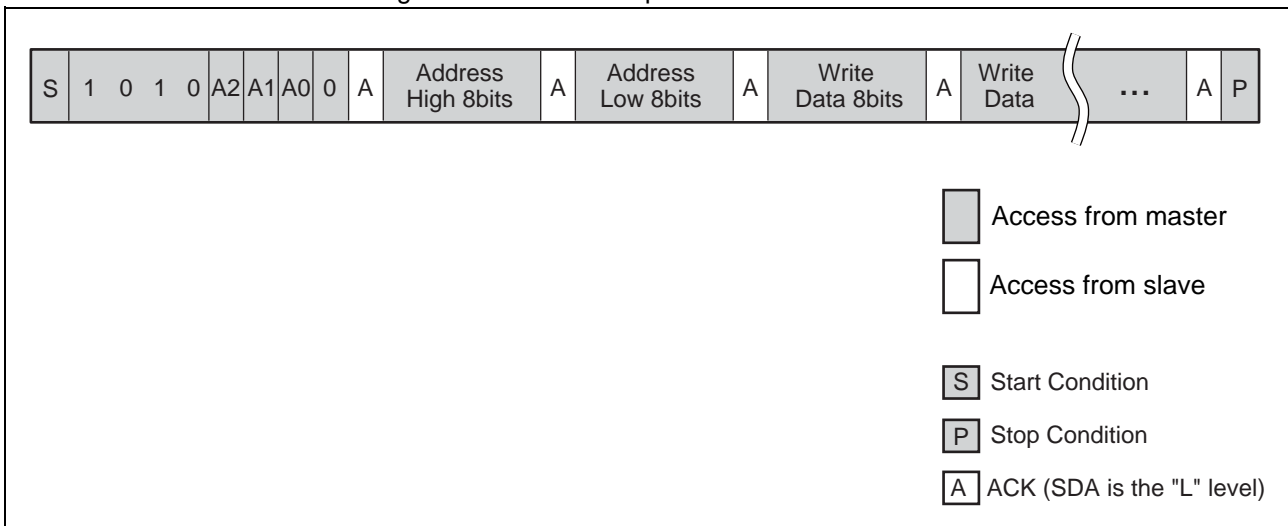 S 1 0 1 0 A2 A1 A0 0 A Address High 8bits A Address Low 8bits A Write Data 8bits A Write Data ... A P
Access from master
Access from slave
S Start Condition
P Stop Condition
A ACK (SDA is the "L" level)